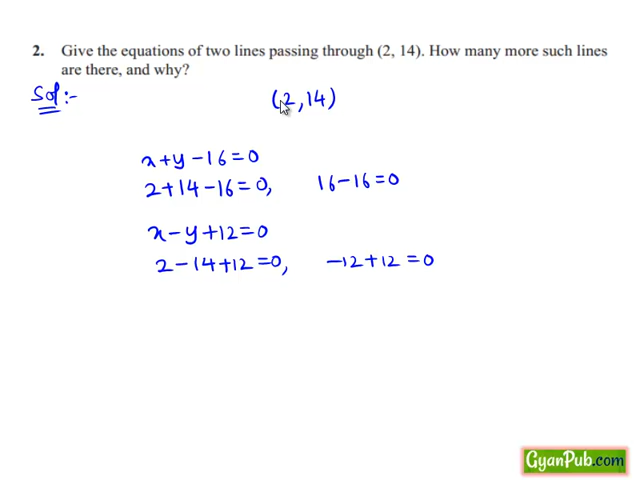 2. Give the equations of two lines passing through (2, 14). How many more such lines
are there, and why?
Sol :-
(2, 14)
x + y - 16 = 0
2 + 14 - 16 = 0, 16 - 16 = 0
x - y + 12 = 0
2 - 14 + 12 = 0, -12 + 12 = 0
GyanPub.com